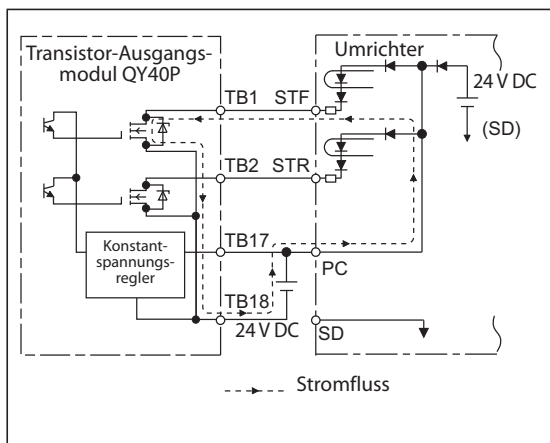 Transistor-Ausgangs-
modul QY40P
Umrichter
TB1 STF
24 V DC
(SD)
TB2 STR
Konstant-
spannungs-
regler
TB17
PC
TB18
24 V DC
SD
Stromfluss